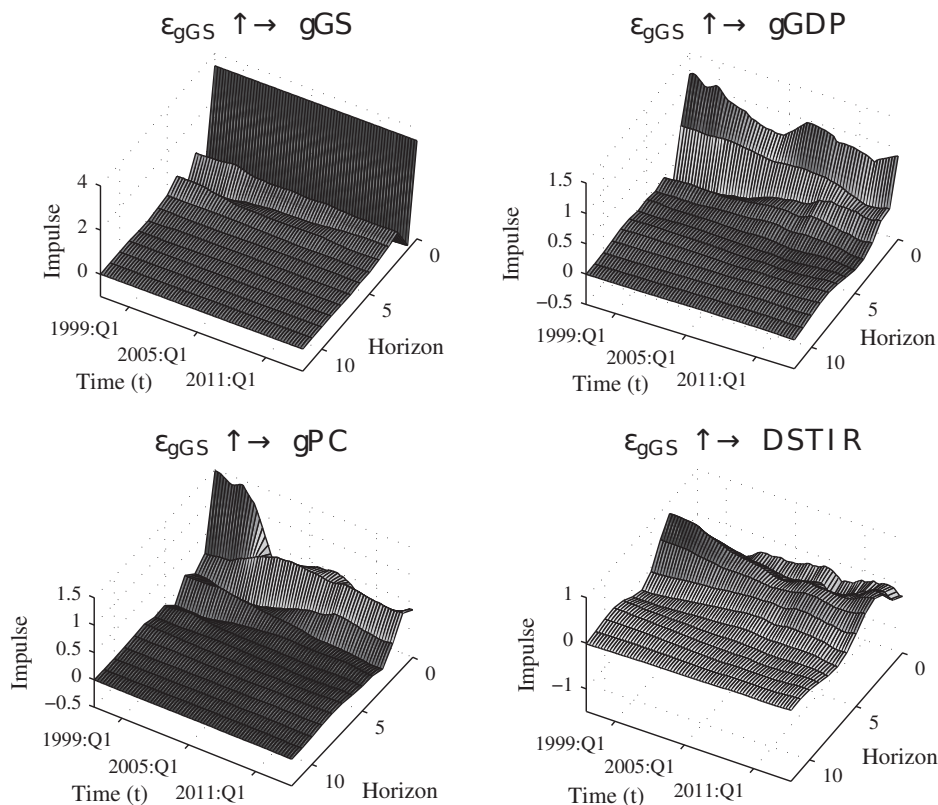 ε_gGS ↑→ gGS
4
2
0
Impulse
0
5
10
Horizon
1999:Q1
2005:Q1
2011:Q1
Time (t)
ε_gGS ↑→ gGDP
1.5
1
0.5
0
−0.5
Impulse
0
5
10
Horizon
1999:Q1
2005:Q1
2011:Q1
Time (t)
ε_gGS ↑→ gPC
1.5
1
0.5
0
−0.5
Impulse
0
5
10
Horizon
1999:Q1
2005:Q1
2011:Q1
Time (t)
ε_gGS ↑→ DSTIR
1
0
−1
Impulse
0
5
10
Horizon
1999:Q1
2005:Q1
2011:Q1
Time (t)